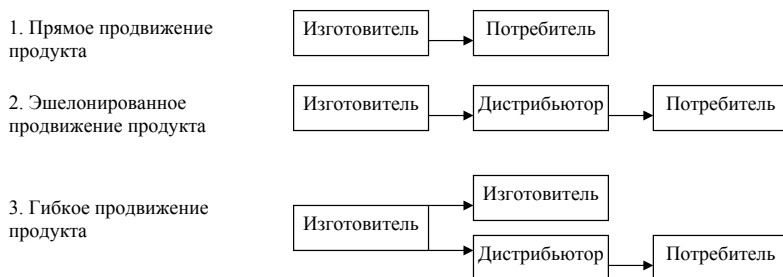 1. Прямое продвижение
продукта
Изготовитель
Потребитель
2. Эшелонированное
продвижение продукта
Изготовитель
Дистрибьютор
Потребитель
3. Гибкое продвижение
продукта
Изготовитель
Изготовитель
Дистрибьютор
Потребитель